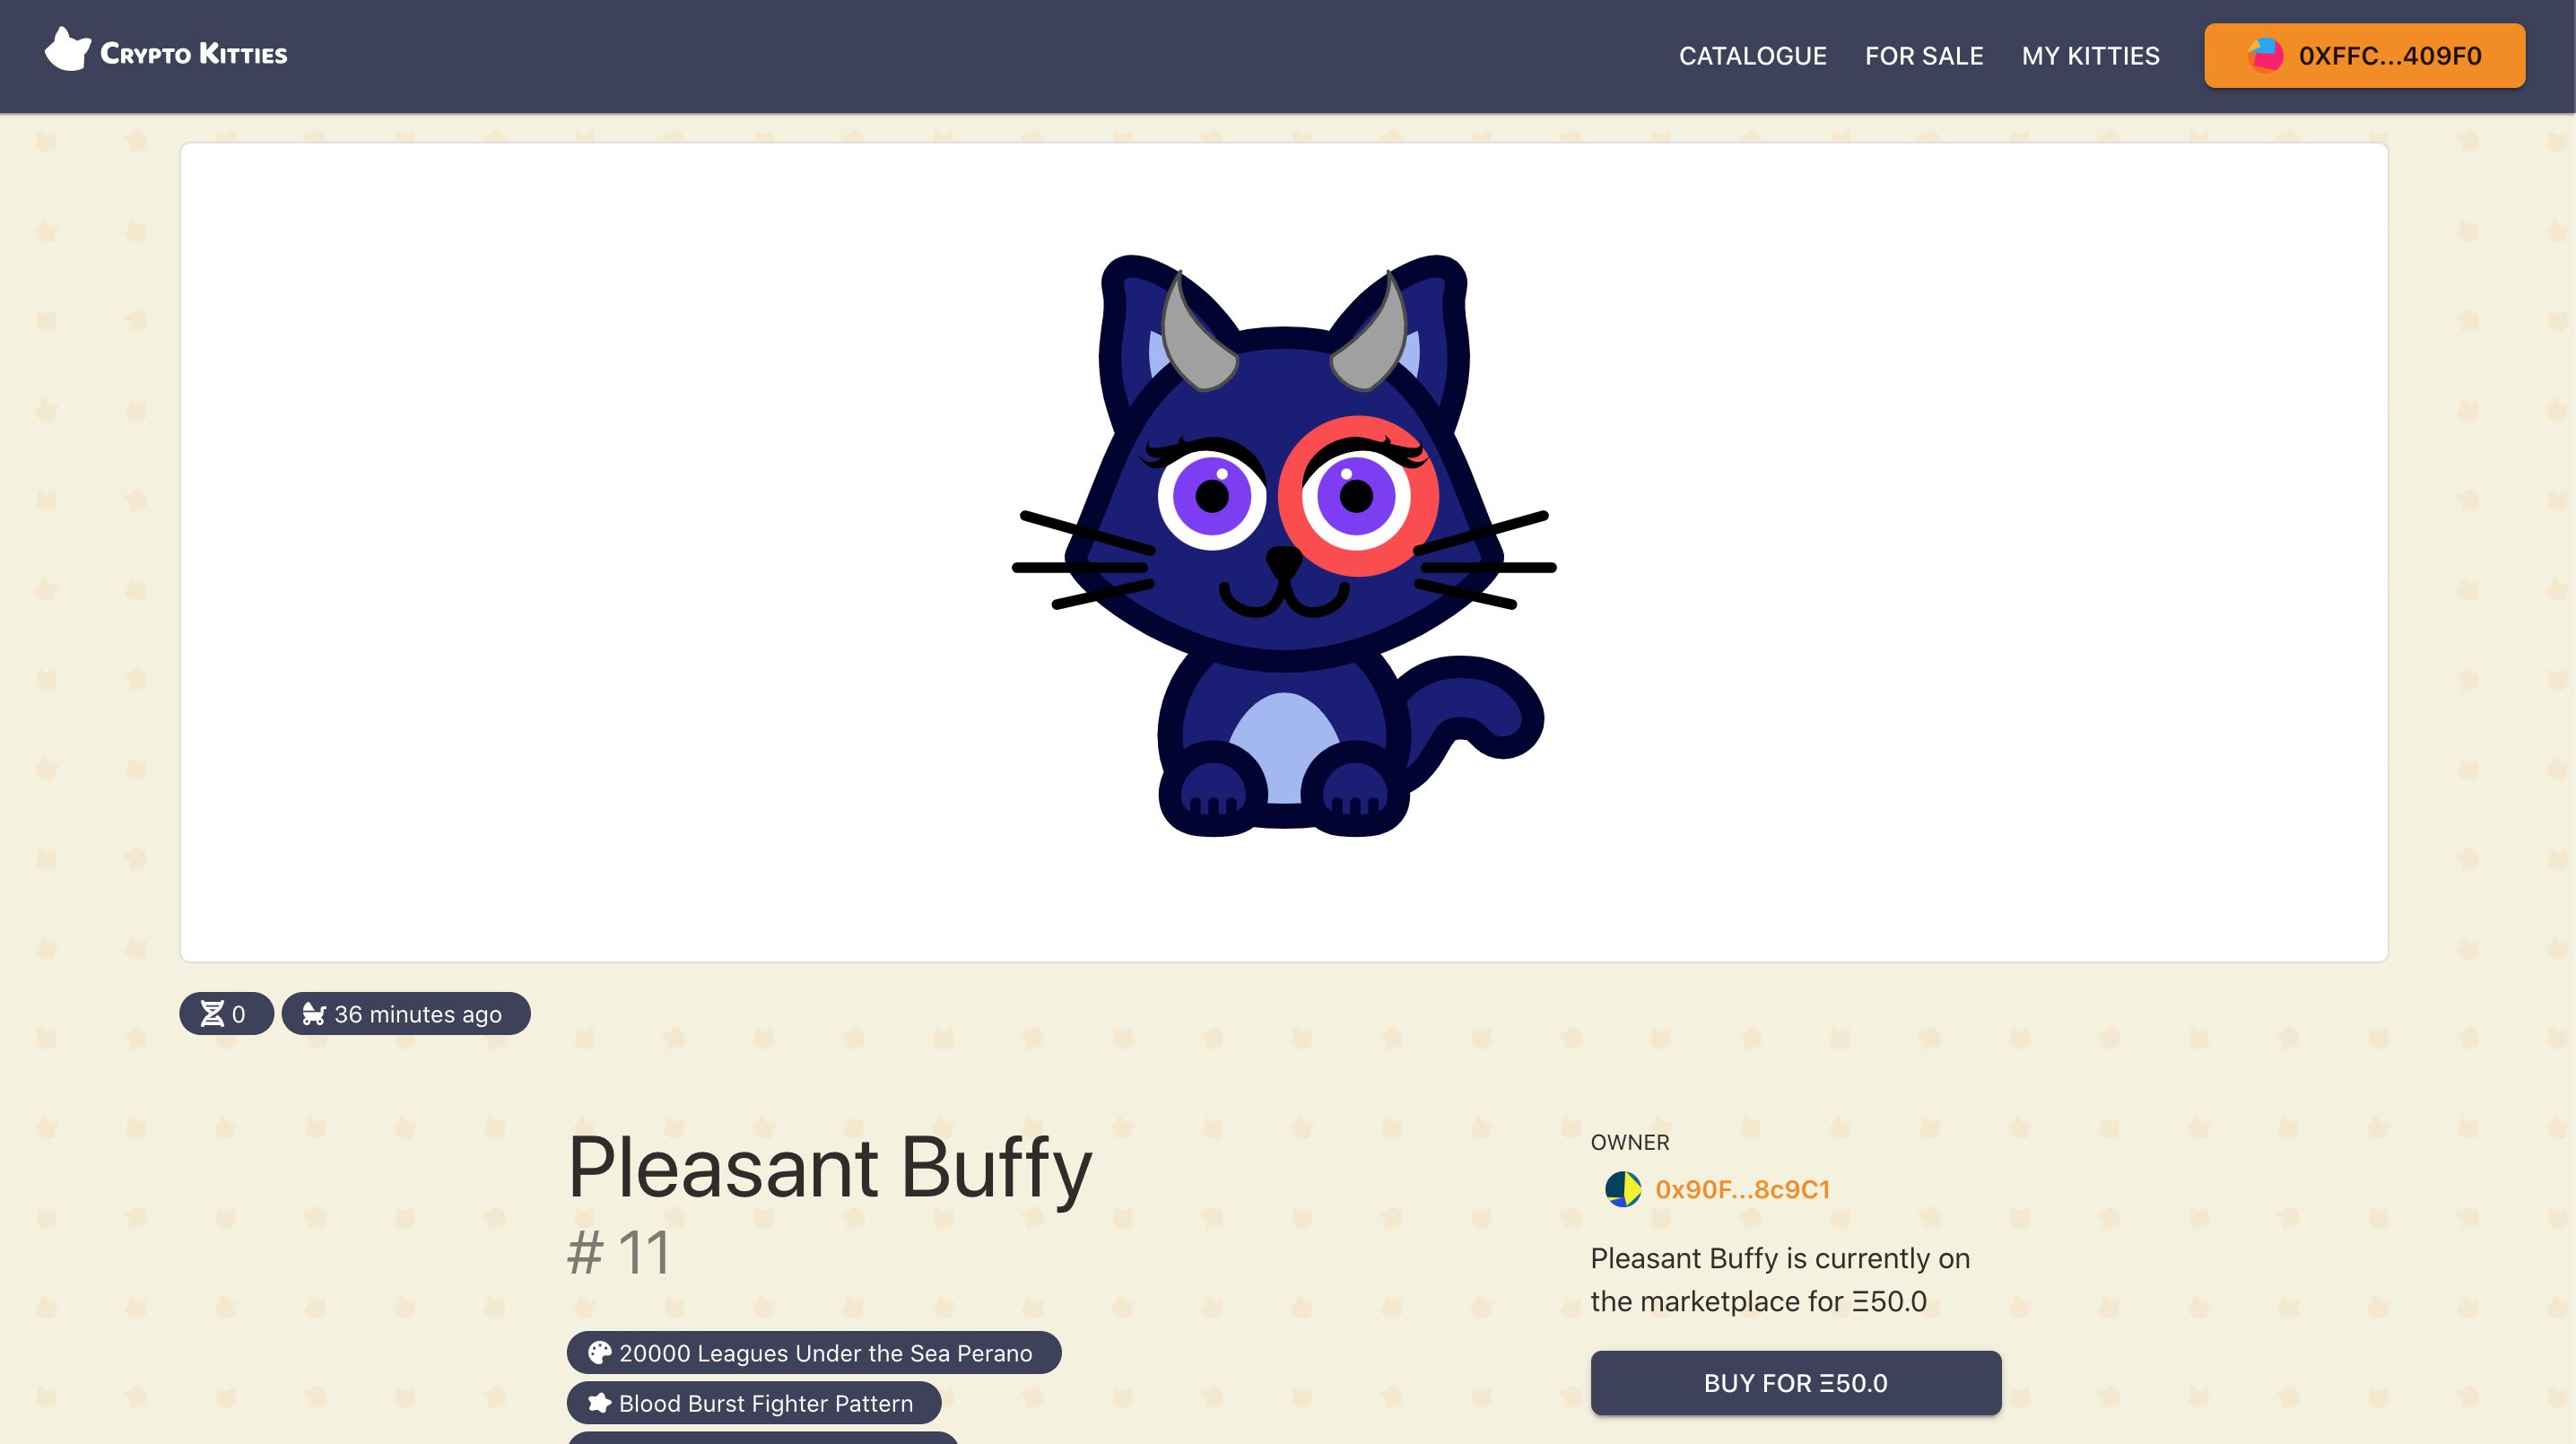 Crypto Kitties
CATALOGUE
FOR SALE
MY KITTIES
0XFFC...409F0
0
36 minutes ago
Pleasant Buffy
# 11
20000 Leagues Under the Sea Perano
Blood Burst Fighter Pattern
OWNER
0x90F...8c9C1
Pleasant Buffy is currently on
the marketplace for Ξ50.0
BUY FOR Ξ50.0